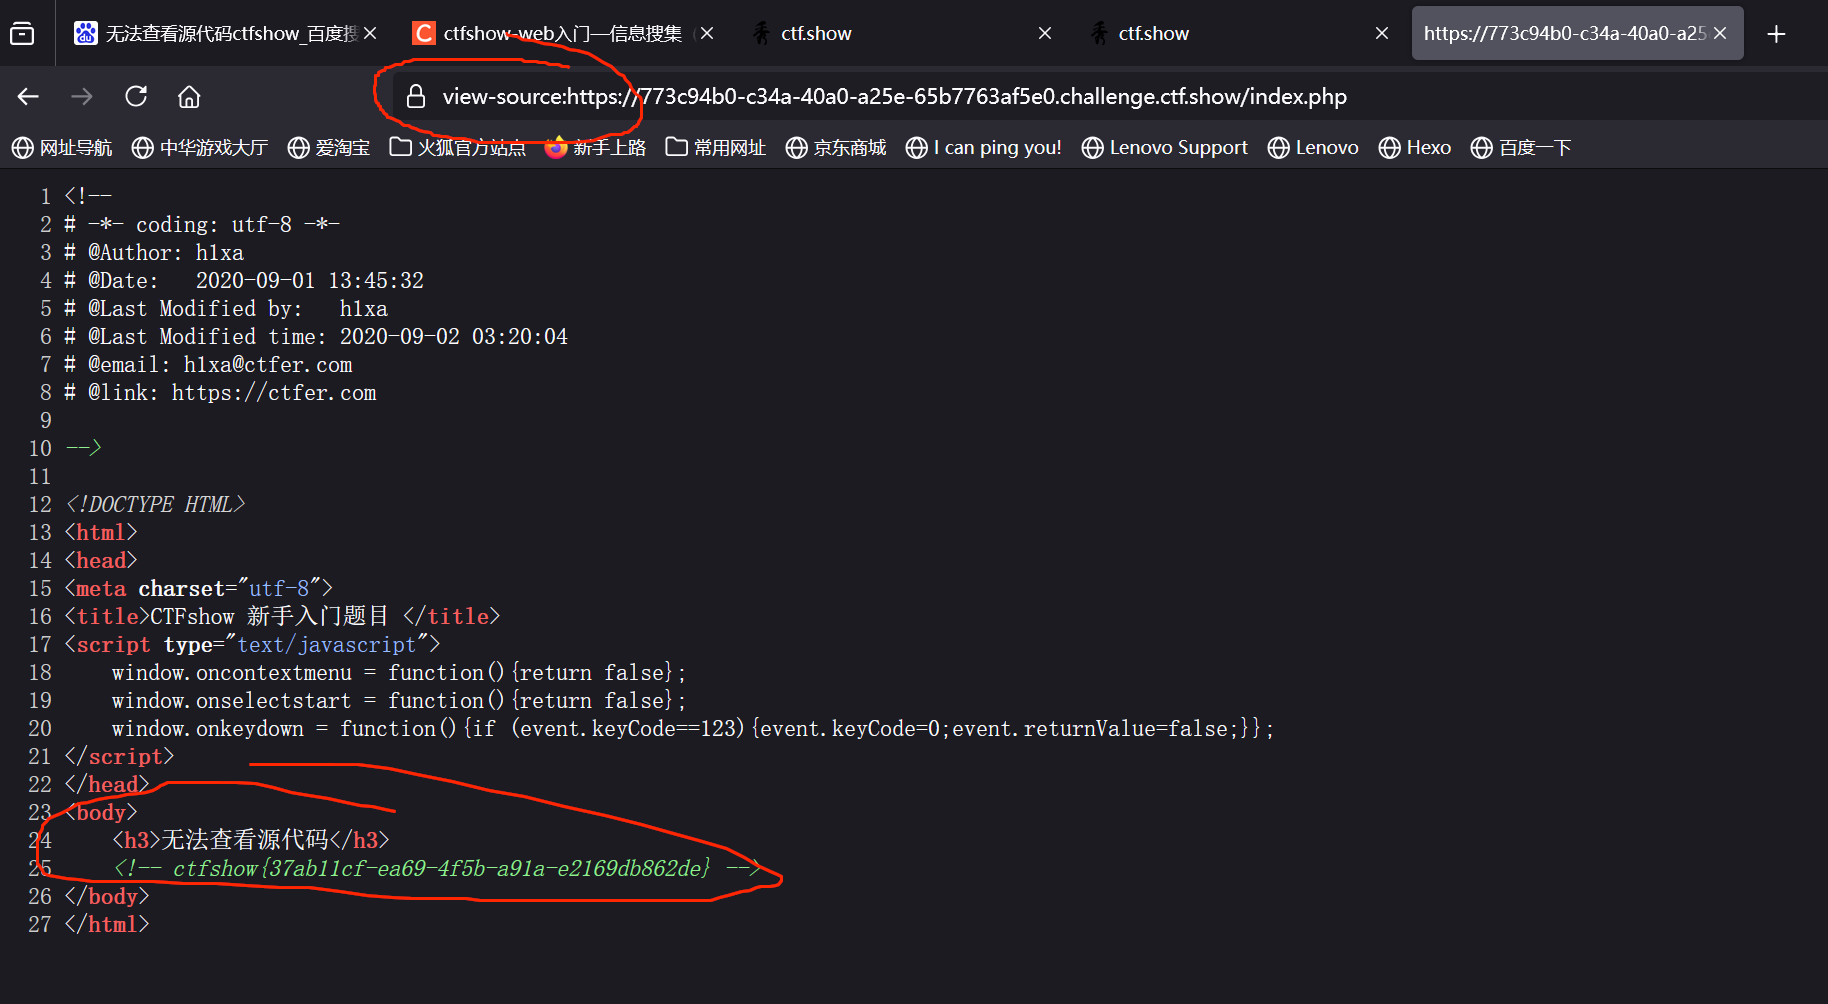 无法查看源代码ctfshow_百度搜
ctfshow-web入门—信息搜集（
ctf.show
ctf.show
https://773c94b0-c34a-40a0-a25
view-source:https://773c94b0-c34a-40a0-a25e-65b7763af5e0.challenge.ctf.show/index.php
网址导航 中华游戏大厅 爱淘宝 火狐官方站点 新手上路 常用网址 京东商城 I can ping you! Lenovo Support Lenovo Hexo 百度一下
1 <!--
2 # -*- coding: utf-8 -*-
3 # @Author: h1xa
4 # @Date:   2020-09-01 13:45:32
5 # @Last Modified by:   h1xa
6 # @Last Modified time: 2020-09-02 03:20:04
7 # @email: h1xa@ctfer.com
8 # @link: https://ctfer.com
9
10 -->
11
12 <!DOCTYPE HTML>
13 <html>
14 <head>
15 <meta charset="utf-8">
16 <title>CTFshow 新手入门题目 </title>
17 <script type="text/javascript">
18     window.oncontextmenu = function(){return false};
19     window.onselectstart = function(){return false};
20     window.onkeydown = function(){if (event.keyCode==123){event.keyCode=0;event.returnValue=false;}};
21 </script>
22 </head>
23 <body>
24     <h3>无法查看源代码</h3>
25     <!-- ctfshow{37ab11cf-ea69-4f5b-a91a-e2169db862de} -->
26 </body>
27 </html>